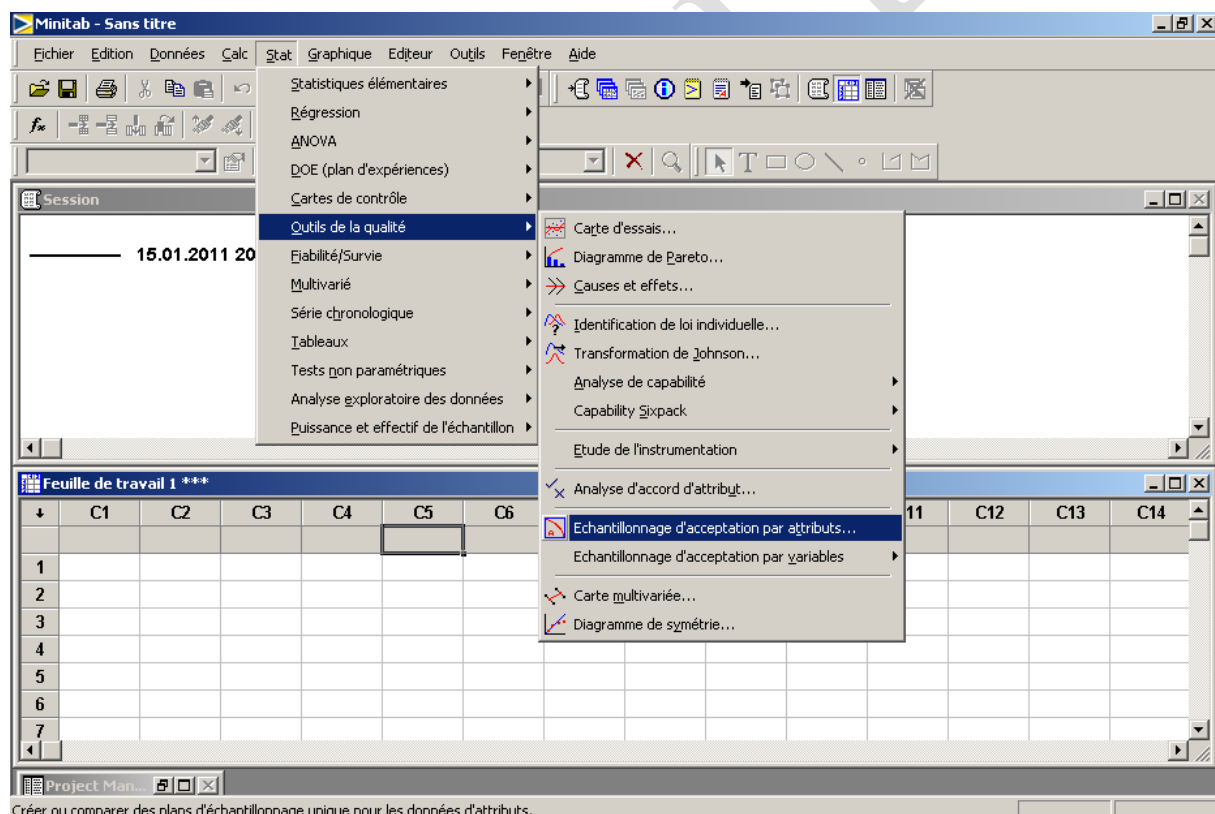 Minitab - Sans titre
Fichier Edition Données Calc Stat Graphique Editeur Outils Fenêtre Aide
Statistiques élémentaires
Régression
ANOVA
DOE (plan d'expériences)
Cartes de contrôle
Outils de la qualité
Fiabilité/Survie
Multivarié
Série chronologique
Tableaux
Tests non paramétriques
Analyse exploratoire des données
Puissance et effectif de l'échantillon
Carte d'essais...
Diagramme de Pareto...
Causes et effets...
Identification de loi individuelle...
Transformation de Johnson...
Analyse de capabilité
Capability Sixpack
Etude de l'instrumentation
Analyse d'accord d'attribut...
Echantillonnage d'acceptation par attributs...
Echantillonnage d'acceptation par variables
Carte multivariée...
Diagramme de symétrie...
Session
15.01.2011 20
Feuille de travail 1 ***
C1 C2 C3 C4 C5 C6 11 C12 C13 C14
1
2
3
4
5
6
7
Project Man...
Créer ou comparer des plans d'échantillonnage unique pour les données d'attributs.